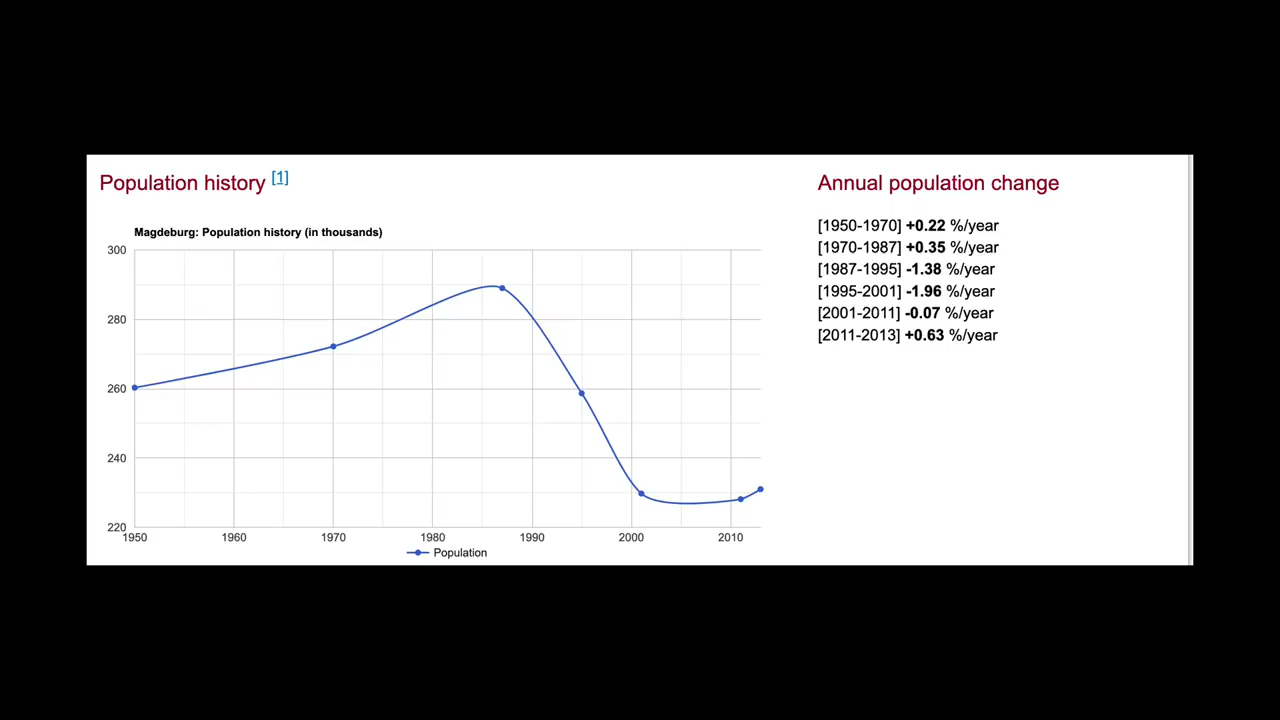 Population history [1]
Magdeburg: Population history (in thousands)
300
280
260
240
220
1950 1960 1970 1980 1990 2000 2010
Population
Annual population change
[1950-1970] +0.22 %/year
[1970-1987] +0.35 %/year
[1987-1995] -1.38 %/year
[1995-2001] -1.96 %/year
[2001-2011] -0.07 %/year
[2011-2013] +0.63 %/year